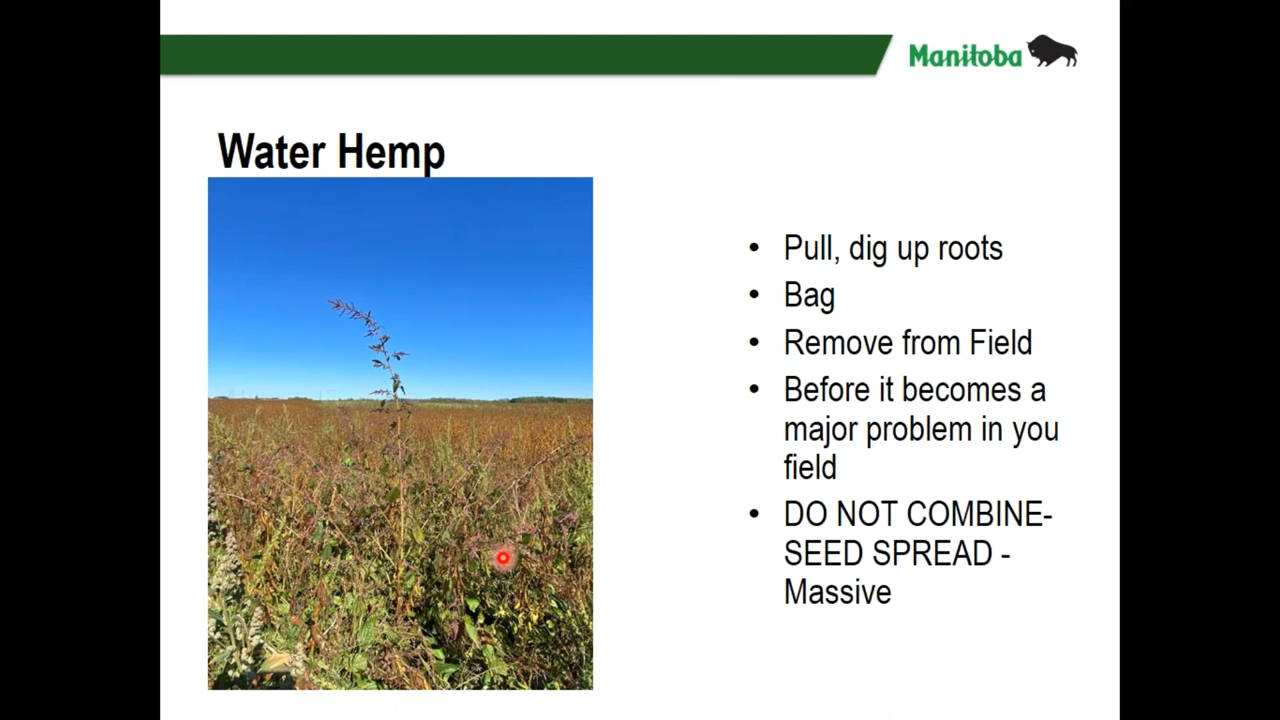 Manitoba
Water Hemp
• Pull, dig up roots
• Bag
• Remove from Field
• Before it becomes a
major problem in you
field
• DO NOT COMBINE-
SEED SPREAD -
Massive